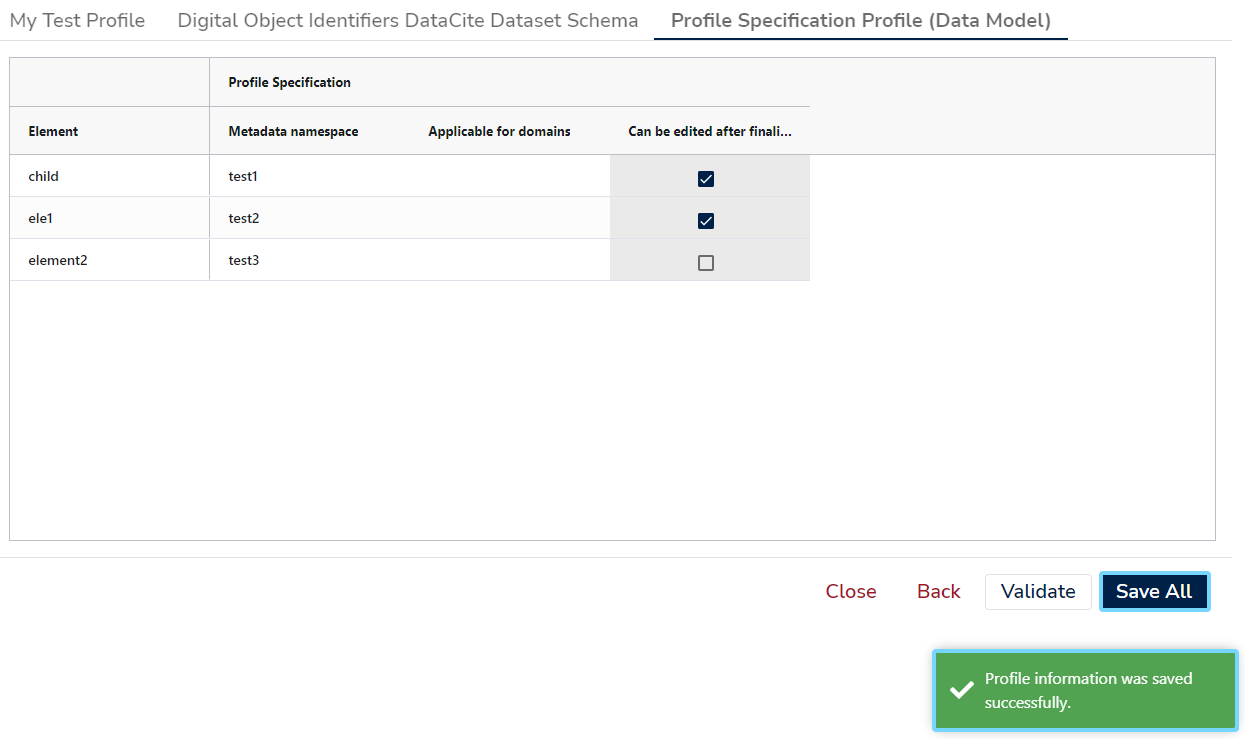 My Test Profile Digital Object Identifiers DataCite Dataset Schema Profile Specification Profile (Data Model)
Profile Specification
Element Metadata namespace Applicable for domains Can be edited after finali...
child test1
ele1 test2
element2 test3
Close Back Validate Save All
Profile information was saved
successfully.